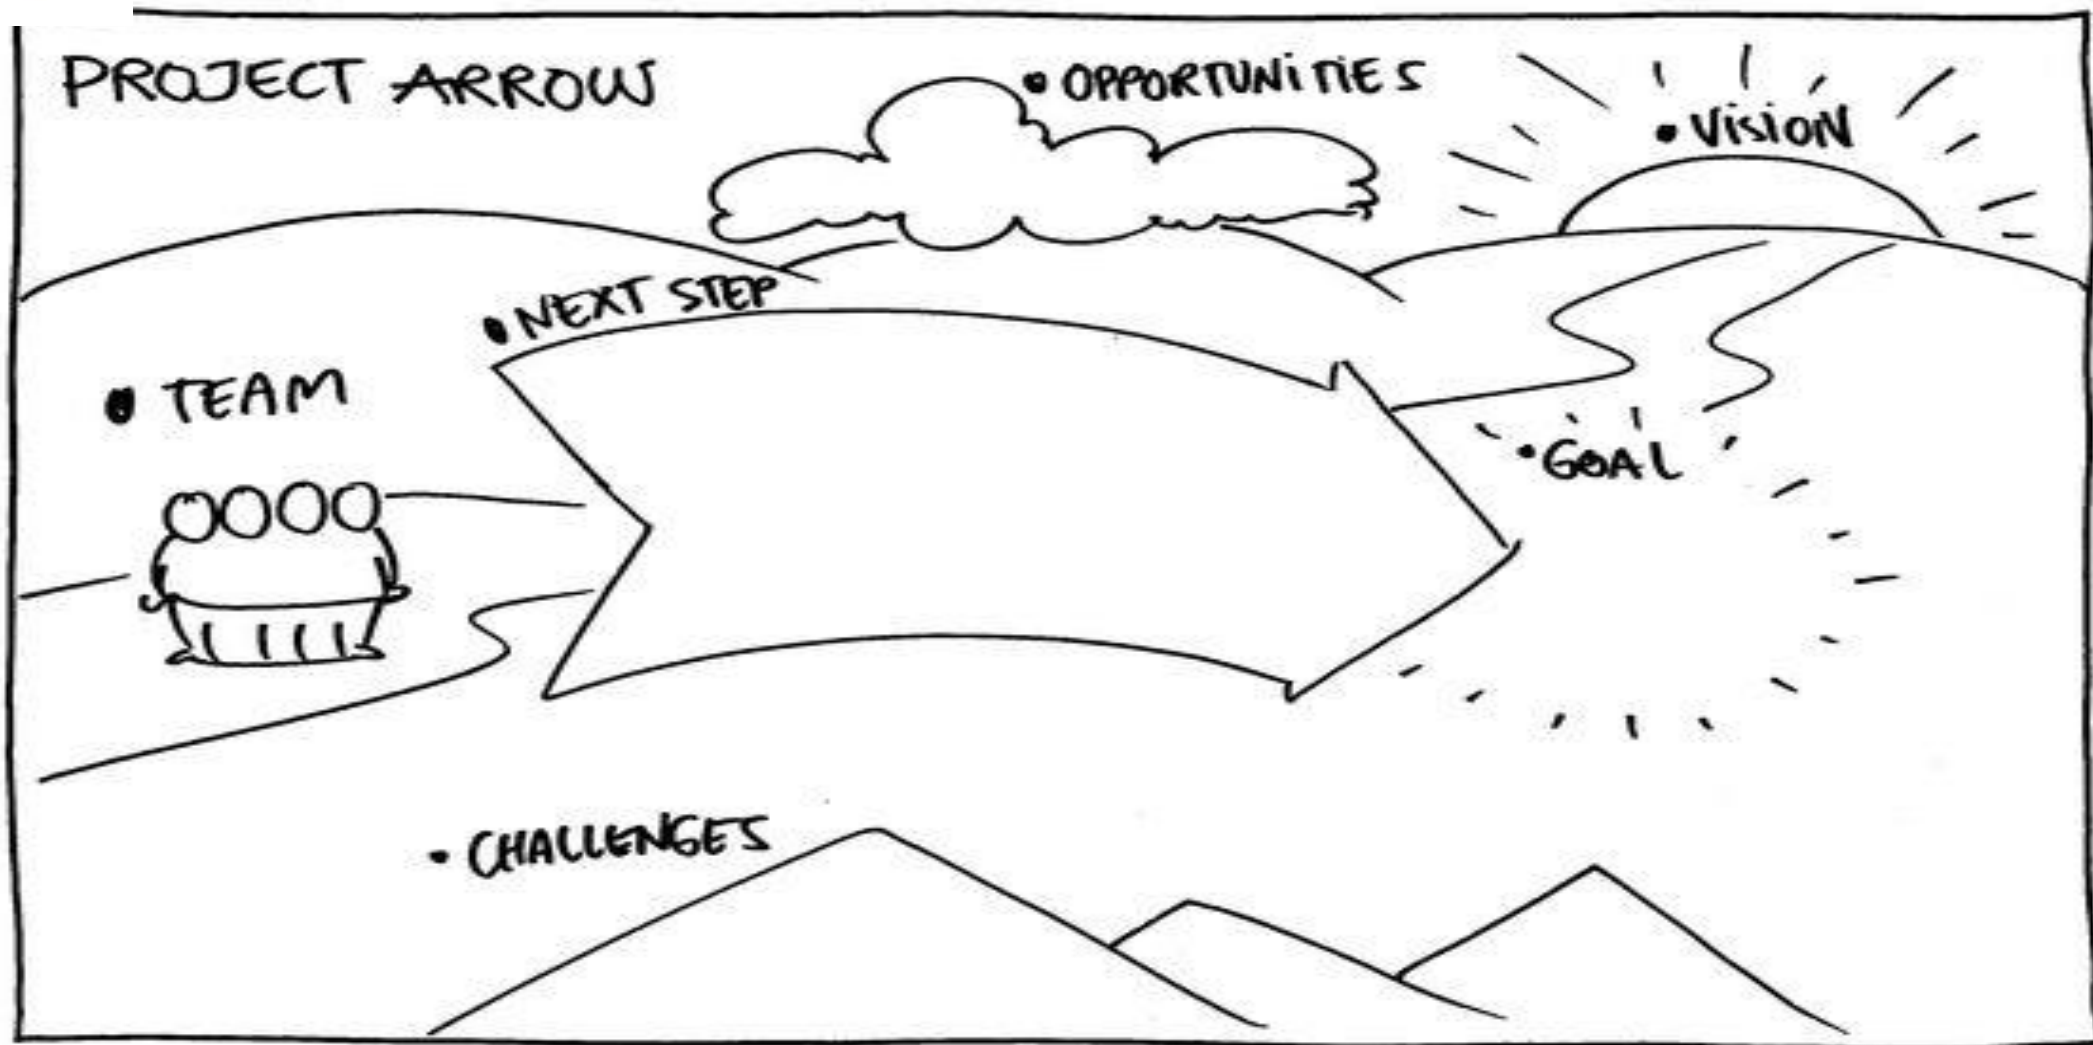 PROJECT ARROW
• OPPORTUNITIES
• VISION
• NEXT STEP
• TEAM
• GOAL
• CHALLENGES